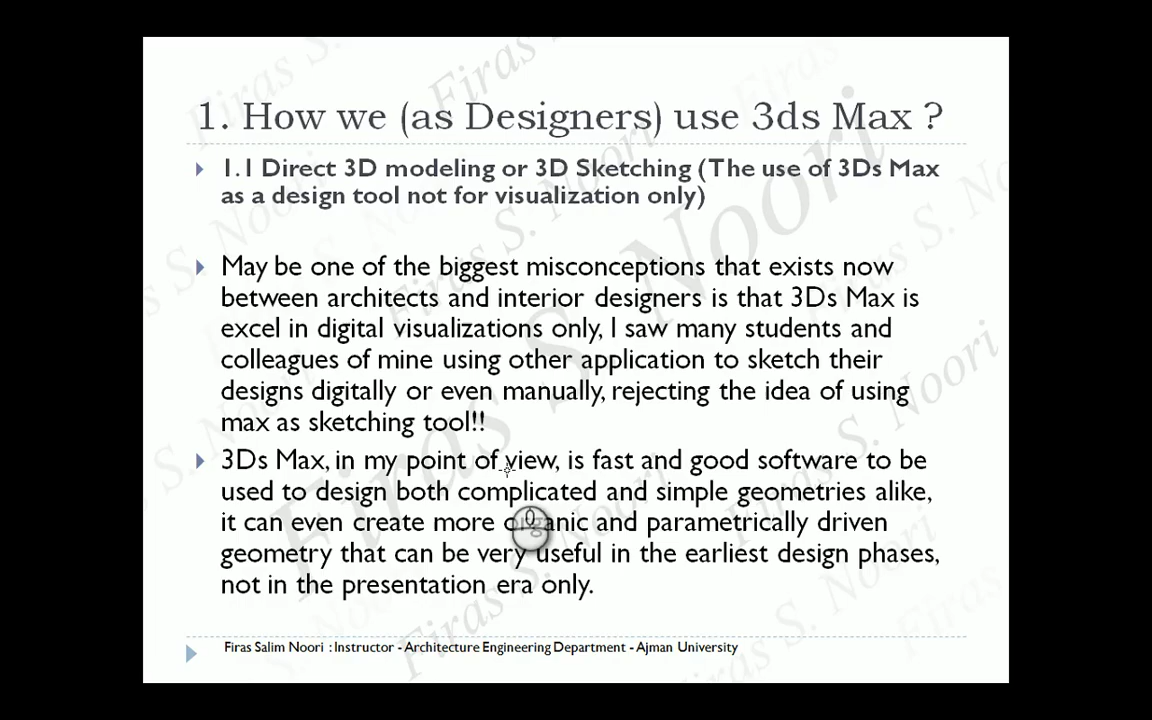 1. How we (as Designers) use 3ds Max ?
1.1 Direct 3D modeling or 3D Sketching (The use of 3Ds Max
as a design tool not for visualization only)
May be one of the biggest misconceptions that exists now
between architects and interior designers is that 3Ds Max is
excel in digital visualizations only, I saw many students and
colleagues of mine using other application to sketch their
designs digitally or even manually, rejecting the idea of using
max as sketching tool!!
3Ds Max, in my point of view, is fast and good software to be
used to design both complicated and simple geometries alike,
it can even create more organic and parametrically driven
geometry that can be very useful in the earliest design phases,
not in the presentation era only.
Firas Salim Noori : Instructor - Architecture Engineering Department - Ajman University
Firas S. Noori